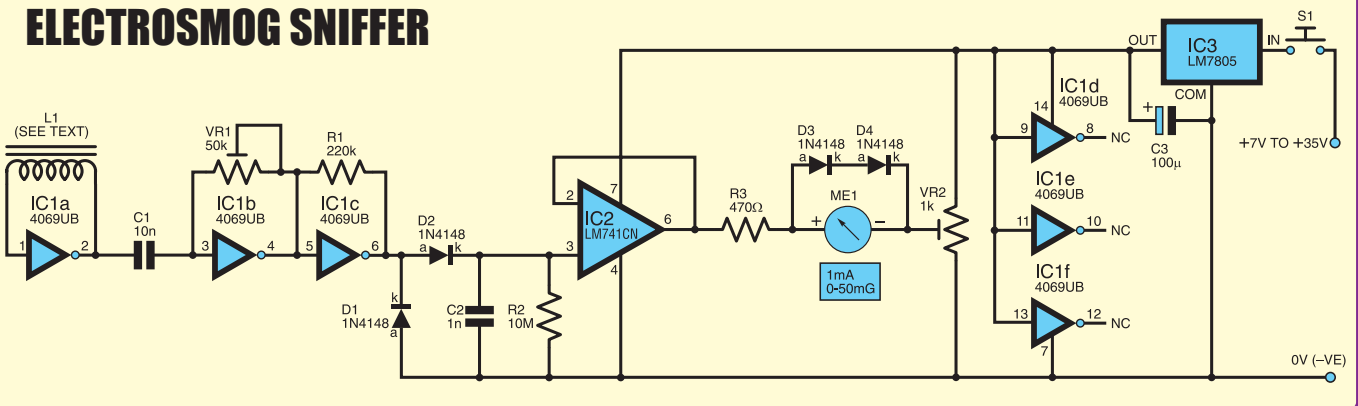 ELECTROSMOG SNIFFER
L1
(SEE TEXT)
IC1a
4069UB
1
2
C1
10n
VR1
50k
IC1b
4069UB
3
4
R1
220k
IC1c
4069UB
5
6
D1
1N4148
k
a
D2
1N4148
a
k
C2
1n
R2
10M
2
3
7
4
6
IC2
LM741CN
R3
470Ω
D3
1N4148
a
k
D4
1N4148
a
k
ME1
+
–
1mA
0-50mG
VR2
1k
IC1d
4069UB
14
9
8
NC
IC1e
4069UB
11
10
NC
IC1f
4069UB
13
12
NC
7
OUT
IC3
LM7805
IN
COM
S1
+
C3
100µ
+7V TO +35V
0V (–VE)